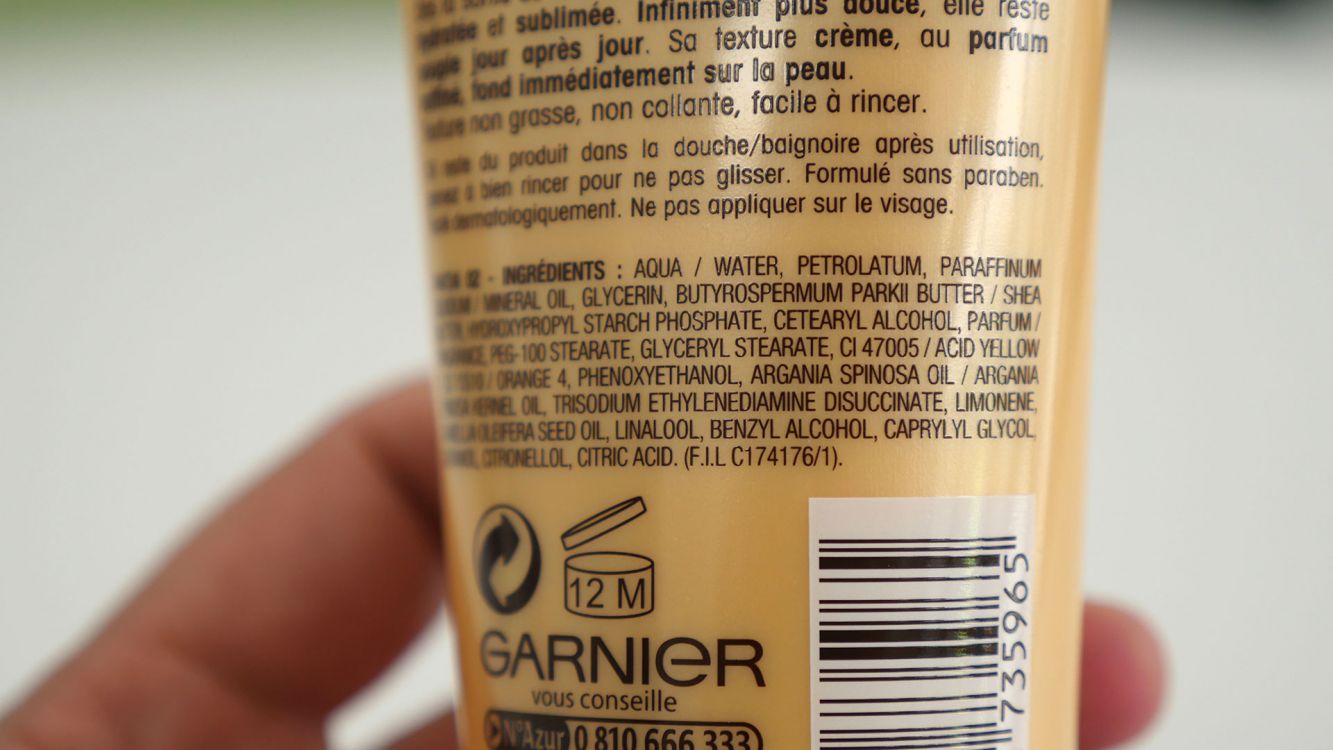 et sublimée. Infiniment plus douce, elle reste
jour après jour. Sa texture crème, au parfum
fond immédiatement sur la peau.
non grasse, non collante, facile à rincer.
du produit dans la douche/baignoire après utilisation,
à bien rincer pour ne pas glisser. Formulé sans paraben.
dermatologiquement. Ne pas appliquer sur le visage.
02 - INGRÉDIENTS : AQUA / WATER, PETROLATUM, PARAFFINUM
/ MINERAL OIL, GLYCERIN, BUTYROSPERMUM PARKII BUTTER / SHEA
HYDROXYPROPYL STARCH PHOSPHATE, CETEARYL ALCOHOL, PARFUM /
PEG-100 STEARATE, GLYCERYL STEARATE, CI 47005 / ACID YELLOW
/ ORANGE 4, PHENOXYETHANOL, ARGANIA SPINOSA OIL / ARGANIA
KERNEL OIL, TRISODIUM ETHYLENEDIAMINE DISUCCINATE, LIMONENE,
OLEIFERA SEED OIL, LINALOOL, BENZYL ALCOHOL, CAPRYLYL GLYCOL,
CITRONELLOL, CITRIC ACID. (F.I.L C174176/1).
12 M
GARNIER
vous conseille
N°Azur 0 810 666 333
735965